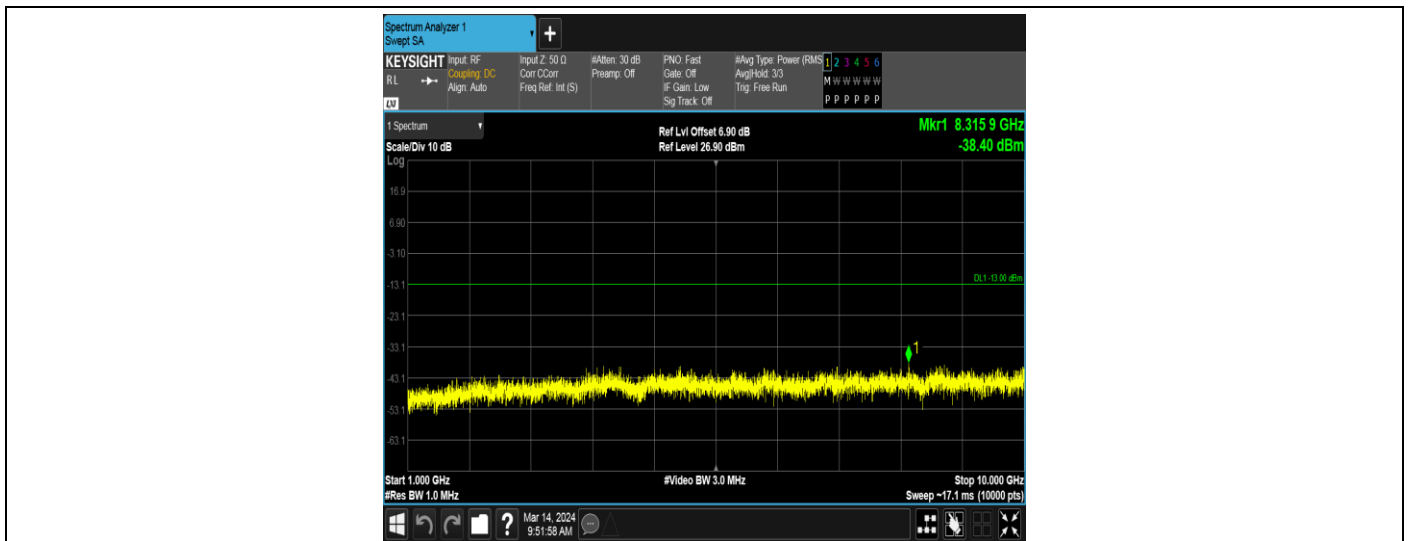 Spectrum Analyzer 1
Swept SA
+
KEYSIGHT Input: RF Input Z: 50 Ω #Atten: 30 dB PNO: Fast #Avg Type: Power (RMS 1 2 3 4 5 6
RL Coupling: DC Corr CCorr Preamp: Off Gate: Off Avg|Hold: 3/3 M W W W W W
Align: Auto Freq Ref: Int (S) IF Gain: Low Trig: Free Run
Sig Track: Off P P P P P P
1 Spectrum Ref Lvl Offset 6.90 dB Mkr1 8.315 9 GHz
Scale/Div 10 dB Ref Level 26.90 dBm -38.40 dBm
Log
16.9
6.90
-3.10
DL1 -13.00 dBm
-13.1
-23.1
-33.1
1
-43.1
-53.1
-63.1
Start 1.000 GHz #Video BW 3.0 MHz Stop 10.000 GHz
#Res BW 1.0 MHz Sweep ~17.1 ms (10000 pts)
? Mar 14, 2024
9:51:58 AM